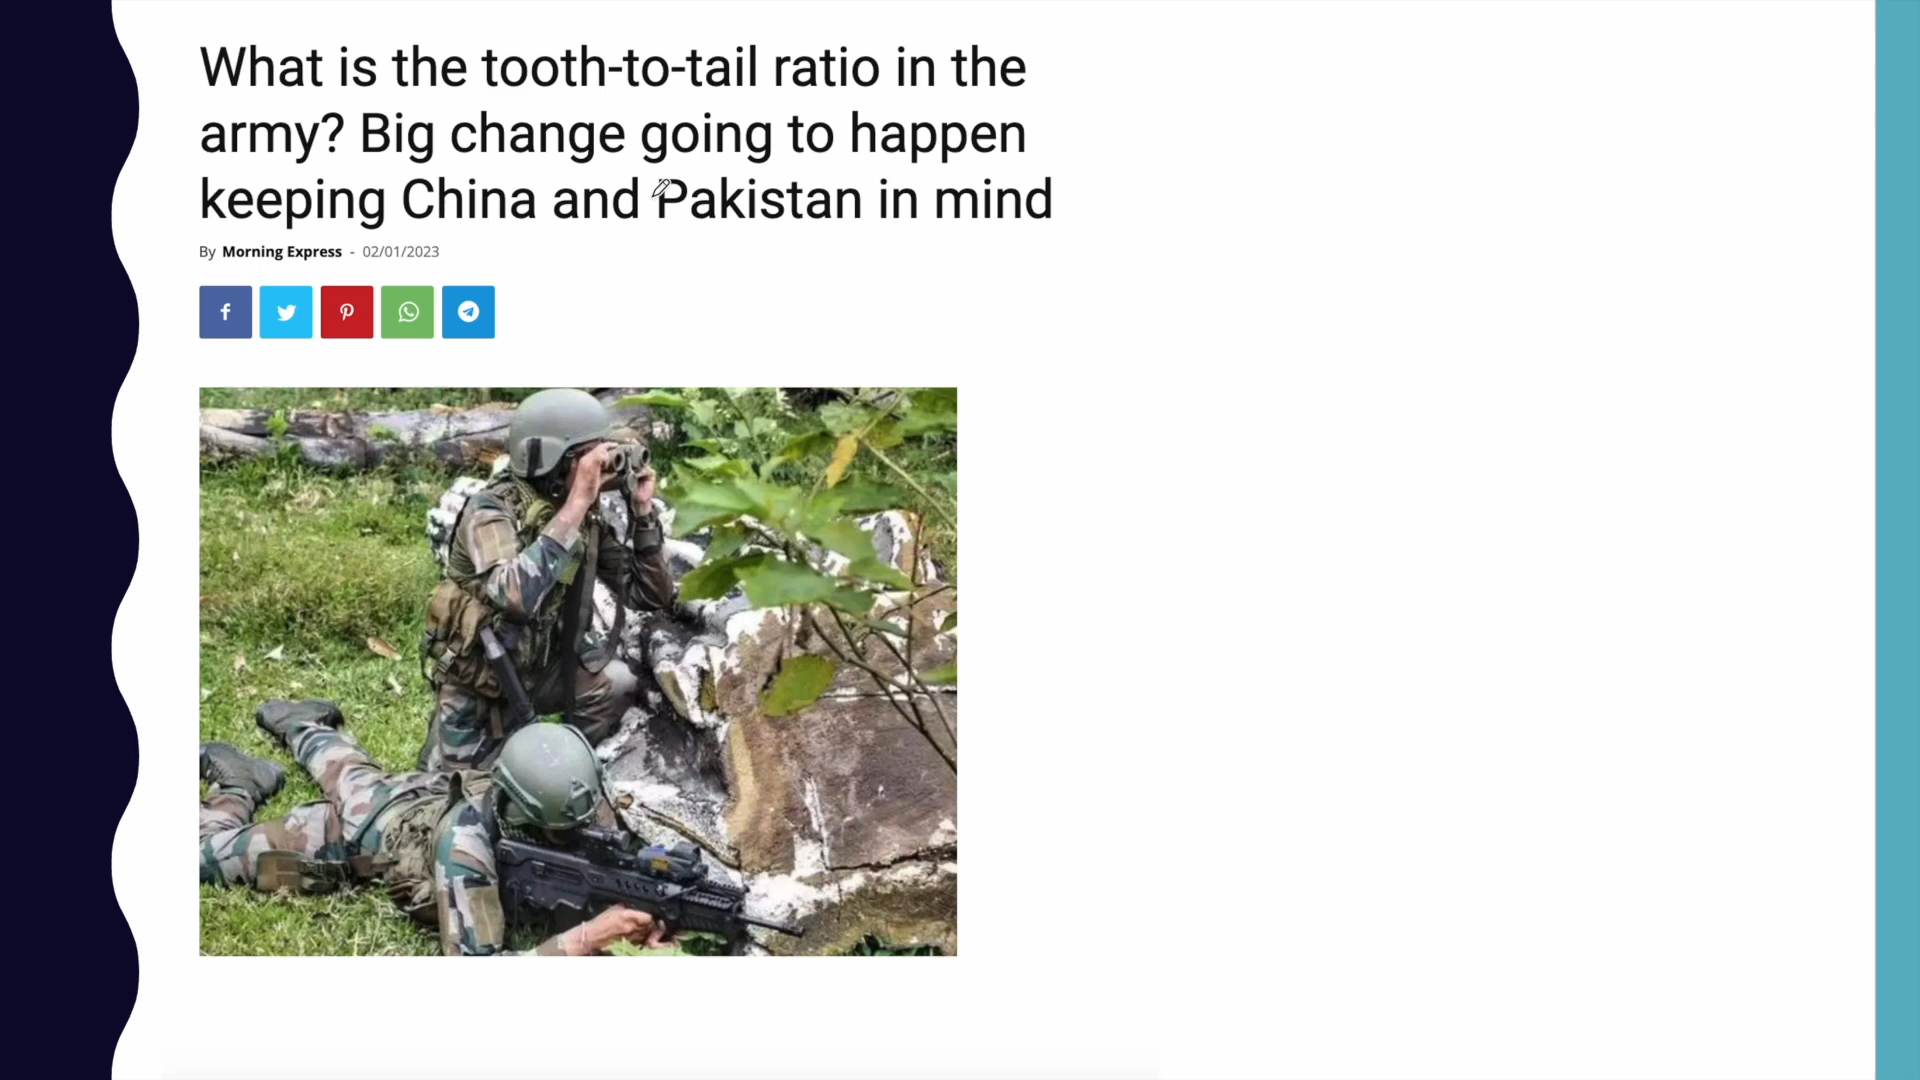 What is the tooth-to-tail ratio in the
army? Big change going to happen
keeping China and Pakistan in mind
By Morning Express - 02/01/2023